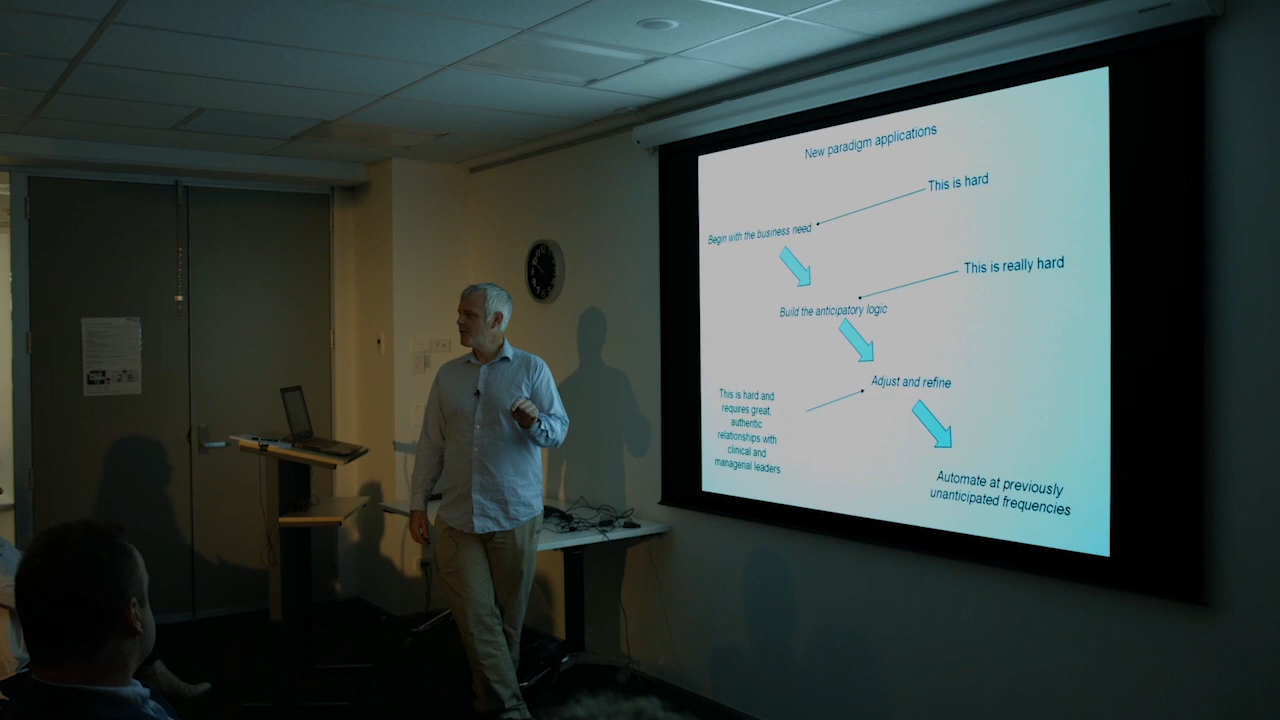 New paradigm applications
This is hard
Begin with the business need
This is really hard
Build the anticipatory logic
Adjust and refine
This is hard and
requires great,
authentic
relationships with
clinical and
managerial leaders
Automate at previously
unanticipated frequencies